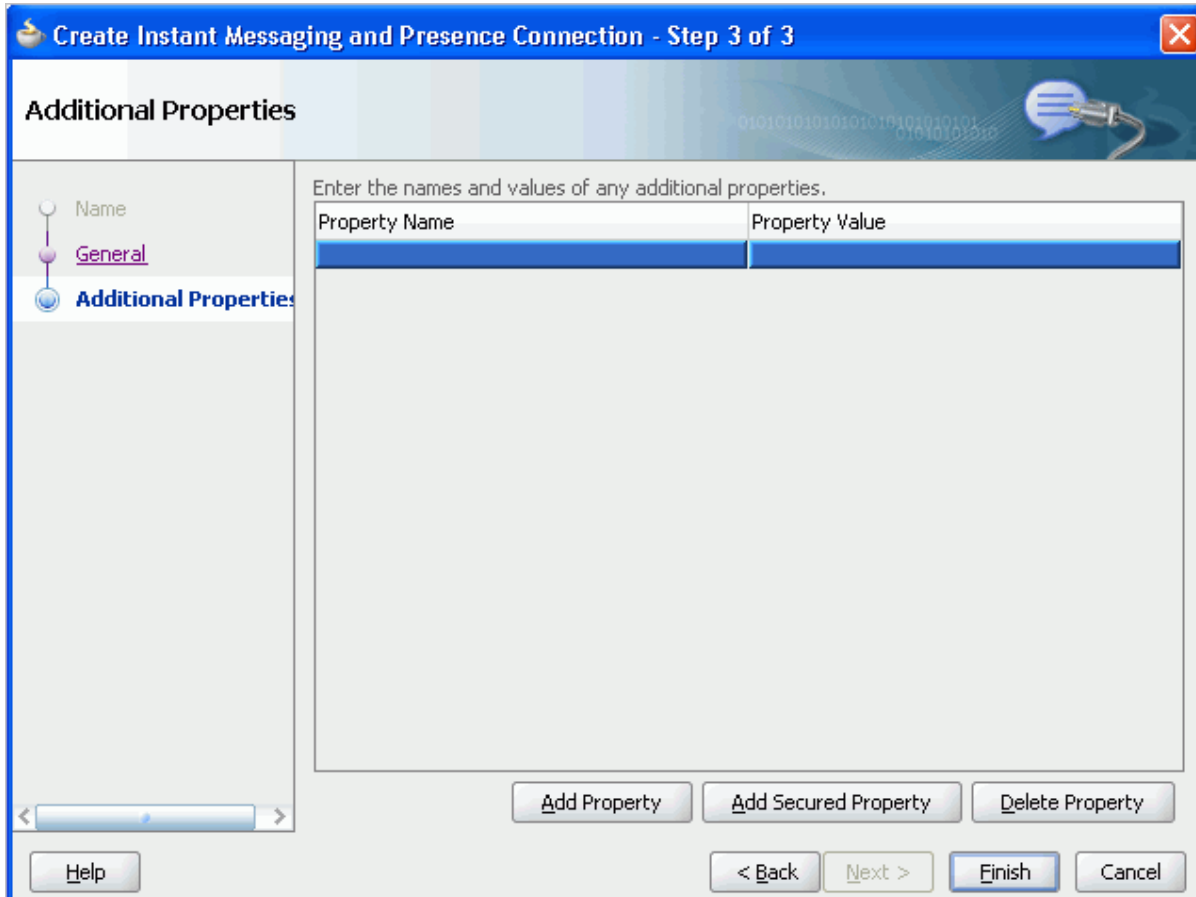 Create Instant Messaging and Presence Connection - Step 3 of 3
Additional Properties
Name
General
Additional Properties
Enter the names and values of any additional properties.
Property Name Property Value
Add Property Add Secured Property Delete Property
Help < Back Next > Finish Cancel